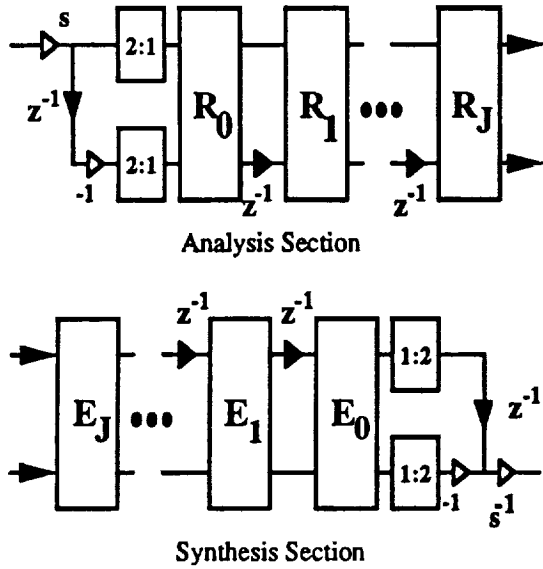 s
2:1
z⁻¹
-1
2:1
R₀
z⁻¹
R₁
•••
z⁻¹
R_J
Analysis Section
E_J
•••
z⁻¹
E₁
z⁻¹
E₀
1:2
z⁻¹
1:2
-1
s⁻¹
Synthesis Section